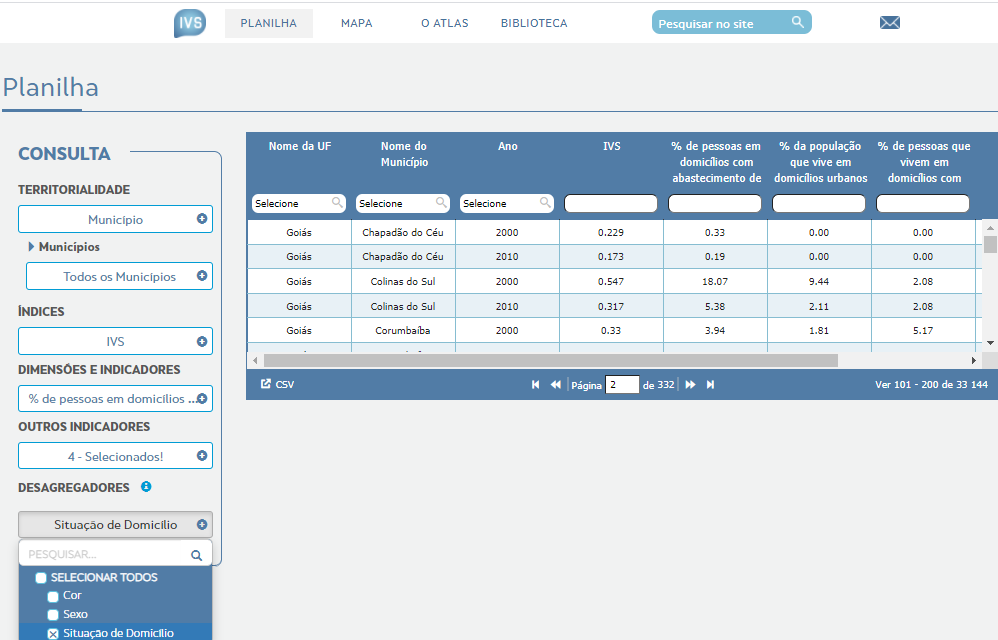 IVS PLANILHA MAPA O ATLAS BIBLIOTECA Pesquisar no site
Planilha
CONSULTA
TERRITORIALIDADE
Município
Municípios
Todos os Municipios
ÍNDICES
IVS
DIMENSÕES E INDICADORES
% de pessoas em domicílios ...
OUTROS INDICADORES
4 - Selecionados!
DESAGREGADORES
Situação de Domicílio
PESQUISAR...
SELECIONAR TODOS
Cor
Sexo
Situação de Domicílio
Nome da UF
Nome do
Município
Ano
IVS
% de pessoas em
domicílios com
abastecimento de
% da população
que vive em
domicílios urbanos
% de pessoas que
vivem em
domicílios com
Selecione Selecione Selecione
Goiás Chapadão do Céu 2000 0.229 0.33 0.00 0.00
Goiás Chapadão do Céu 2010 0.173 0.19 0.00 0.00
Goiás Colinas do Sul 2000 0.547 18.07 9.44 2.08
Goiás Colinas do Sul 2010 0.317 5.38 2.11 2.08
Goiás Corumbaíba 2000 0.33 3.94 1.81 5.17
CSV Página 2 de 332 Ver 101 - 200 de 33 144